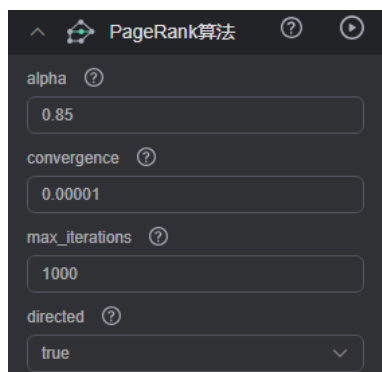 PageRank算法
alpha
0.85
convergence
0.00001
max_iterations
1000
directed
true